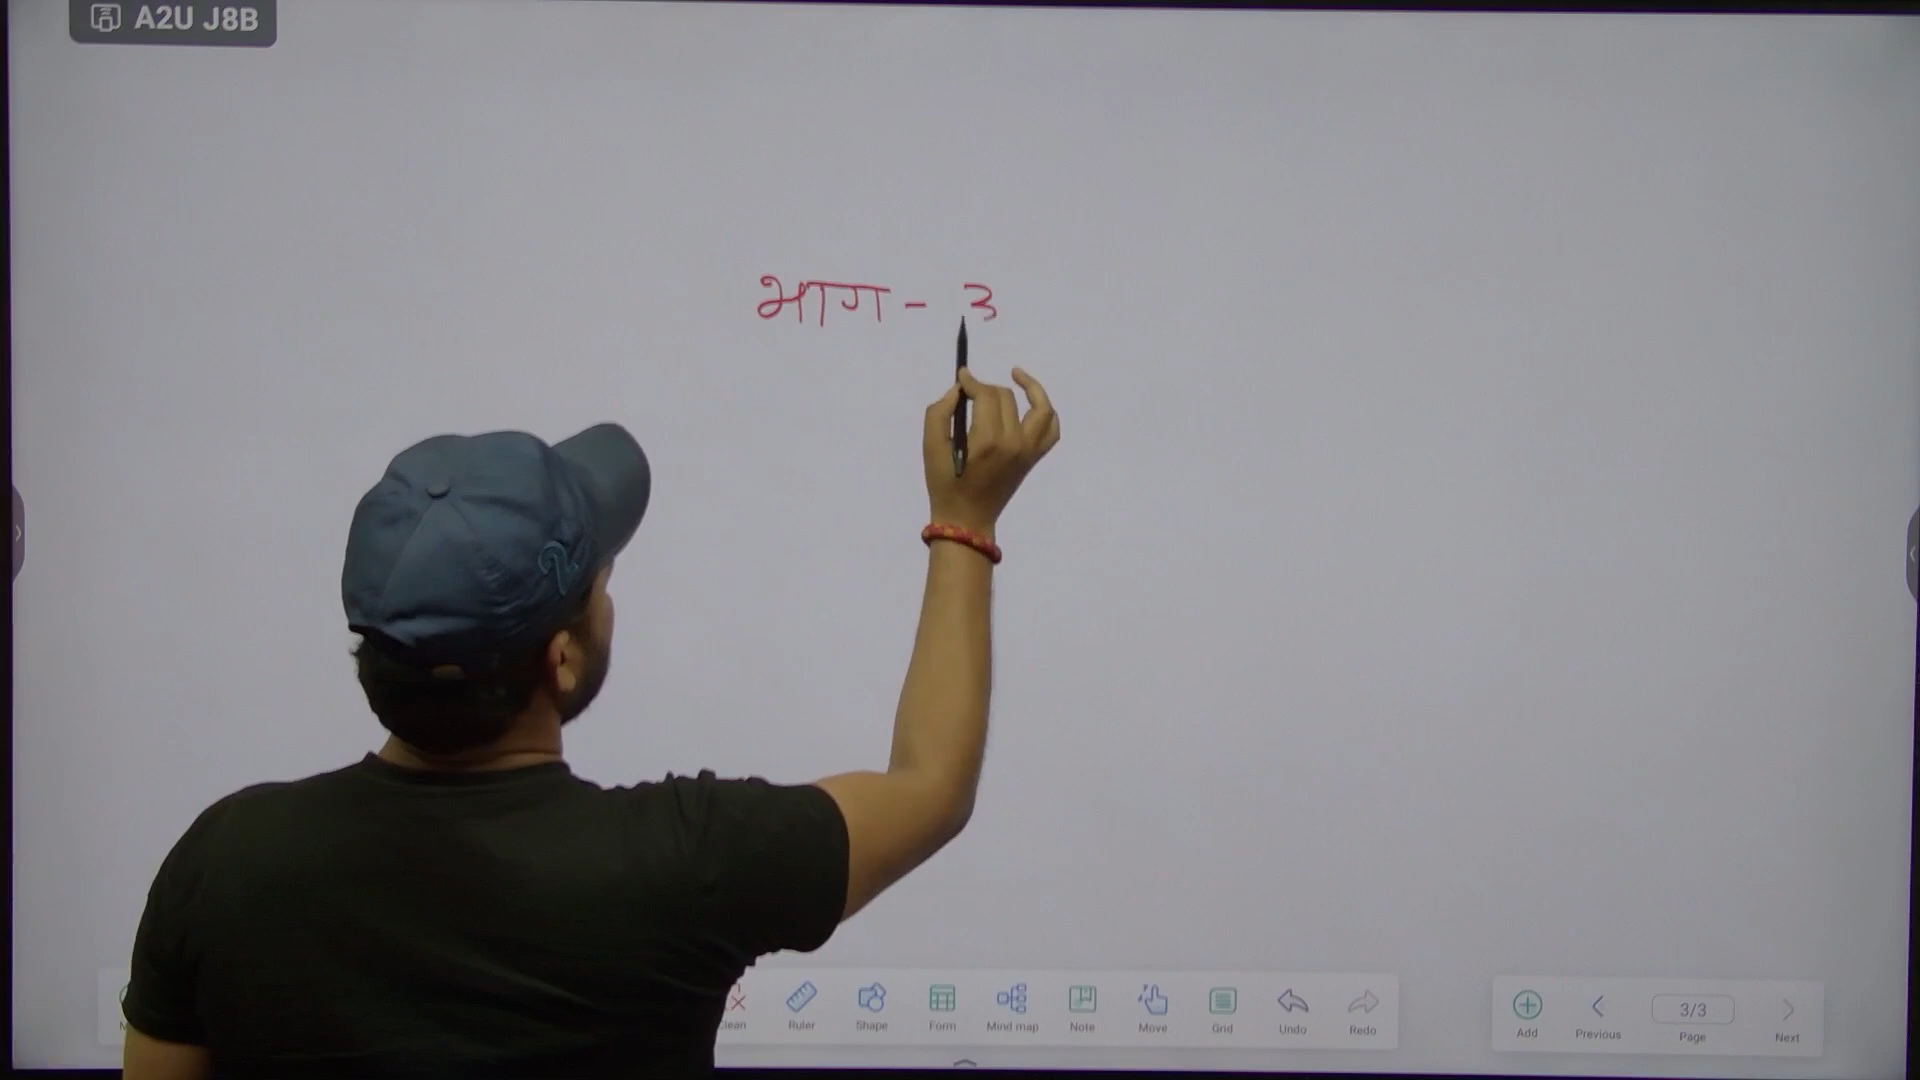 A2U J8B
भाग - 3
lean
Ruler
Shape
Form
Mind map
Note
Move
Grid
Undo
Redo
Add
Previous
3/3
Page
Next